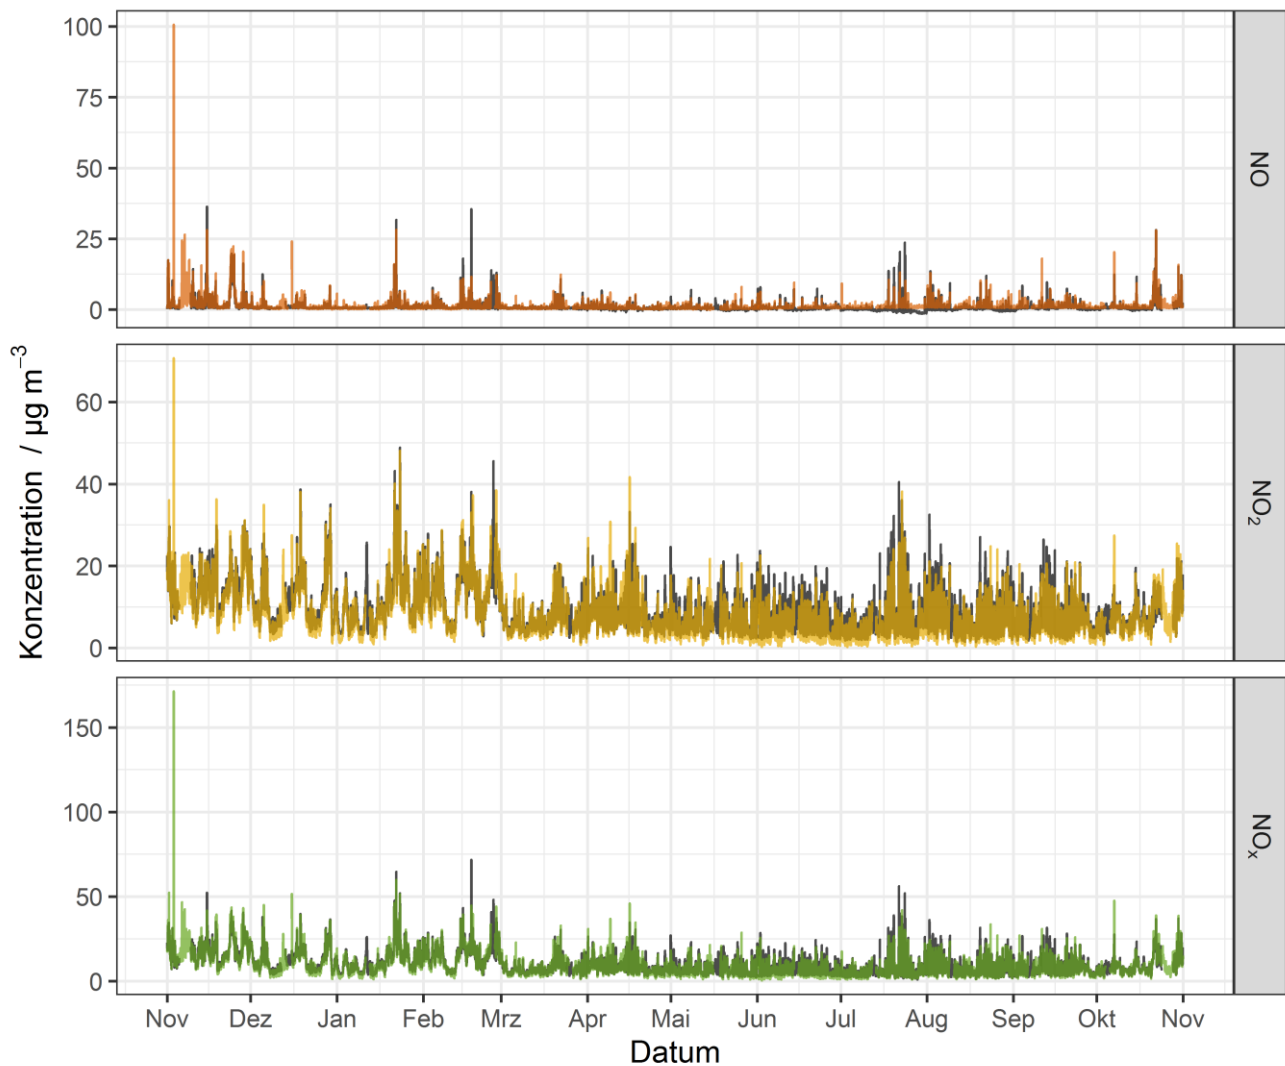 Konzentration / µg m⁻³
100
75
50
25
0
NO
60
40
20
0
NO₂
150
100
50
0
NOₓ
Nov Dez Jan Feb Mrz Apr Mai Jun Jul Aug Sep Okt Nov
Datum